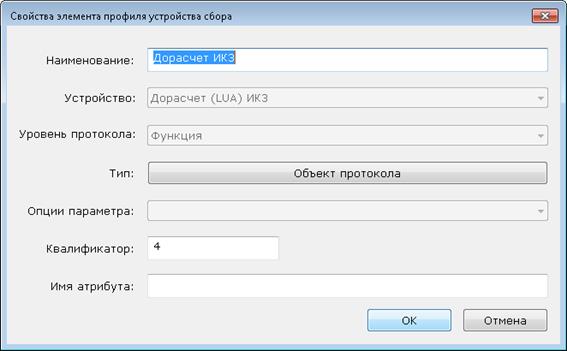 Свойства элемента профиля устройства сбора
Наименование: Дорасчет ИКЗ
Устройство: Дорасчет (LUA) ИКЗ
Уровень протокола: Функция
Тип: Объект протокола
Опции параметра:
Квалификатор: 4
Имя атрибута:
OK Отмена